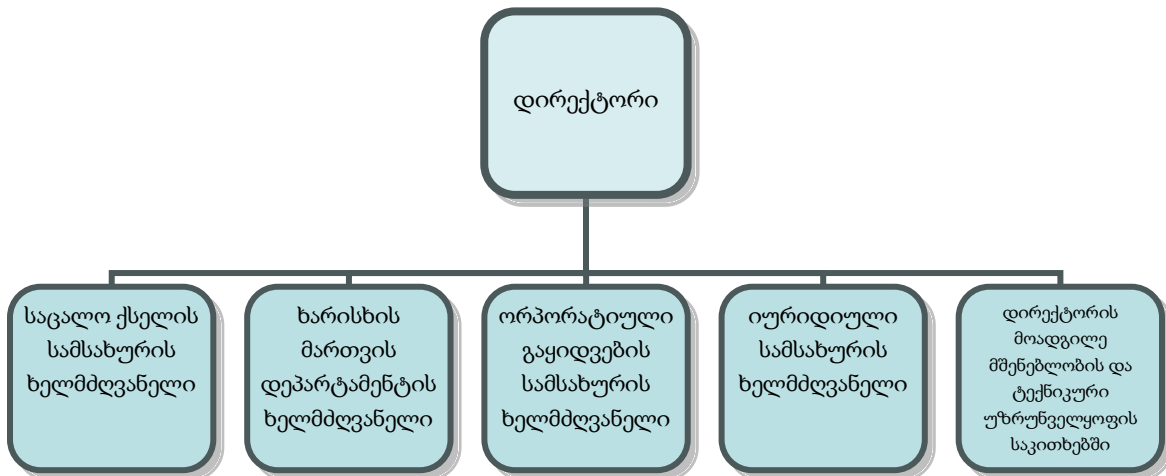 დირექტორი
საცალო ქსელის
სამსახურის
ხელმძღვანელი
ხარისხის
მართვის
დეპარტამენტის
ხელმძღვანელი
ორპორატიული
გაყიდვების
სამსახურის
ხელმძღვანელი
იურიდიული
სამსახურის
ხელმძღვანელი
დირექტორის
მოადგილე
მშენებლობის და
ტექნიკური
უზრუნველყოფის
საკითხებში